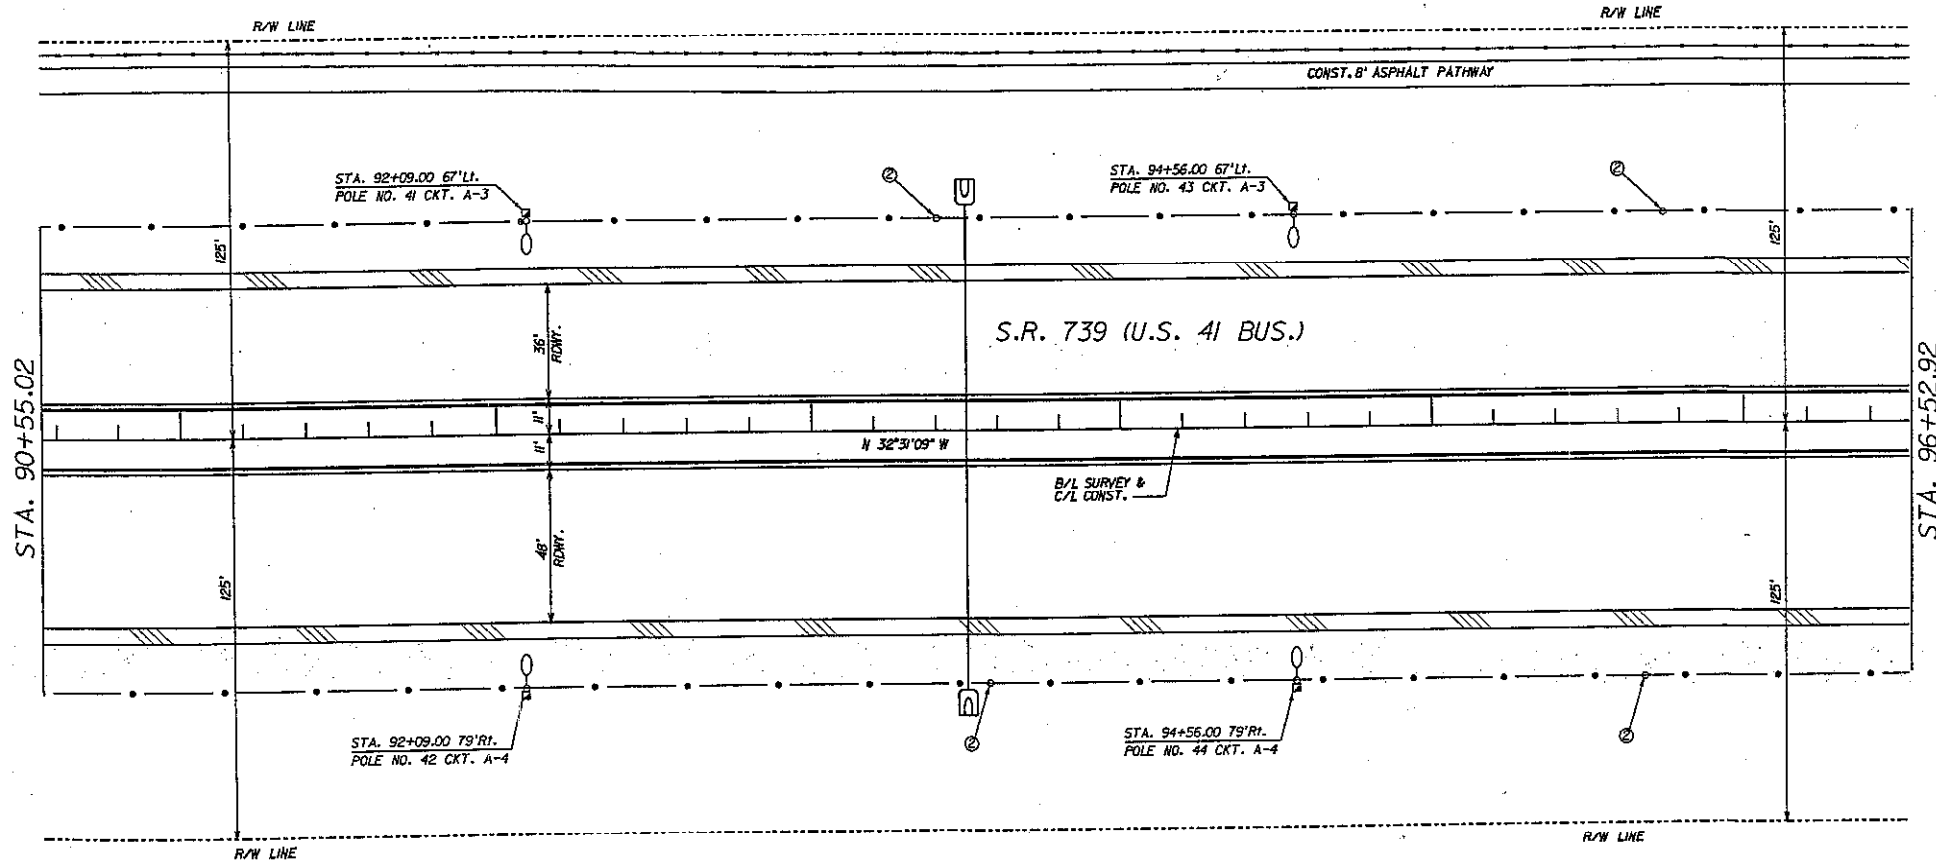 R/W LINE
R/W LINE
CONST. 8' ASPHALT PATHWAY
STA. 92+09.00 67'Lt.
POLE NO. 41 CKT. A-3
②
STA. 94+56.00 67'Lt.
POLE NO. 43 CKT. A-3
②
125'
125'
36'
RDWY.
S.R. 739 (U.S. 41 BUS.)
STA. 90+55.02
STA. 96+52.92
11'
11'
N 32°31'09" W
B/L SURVEY &
C/L CONST.
48'
RDWY.
125'
125'
STA. 92+09.00 79'Rt.
POLE NO. 42 CKT. A-4
②
STA. 94+56.00 79'Rt.
POLE NO. 44 CKT. A-4
②
R/W LINE
R/W LINE